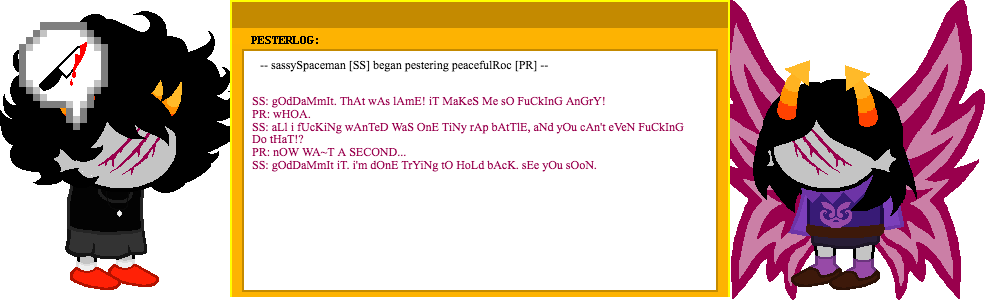 PESTERLOG:
-- sassySpaceman [SS] began pestering peacefulRoc [PR] --
SS: gOdDaMmIt. ThAt wAs lAmE! iT MaKeS Me sO FuCkInG AnGrY!
PR: wHOA.
SS: aLl i fUcKiNg wAnTeD WaS OnE TiNy rAp bAtTlE, aNd yOu cAn't eVeN FuCkInG
Do tHaT!?
PR: nOW WA~T A SECOND...
SS: gOdDaMmIt iT. i'm dOnE TrYiNg tO HoLd bAcK. sEe yOu sOoN.